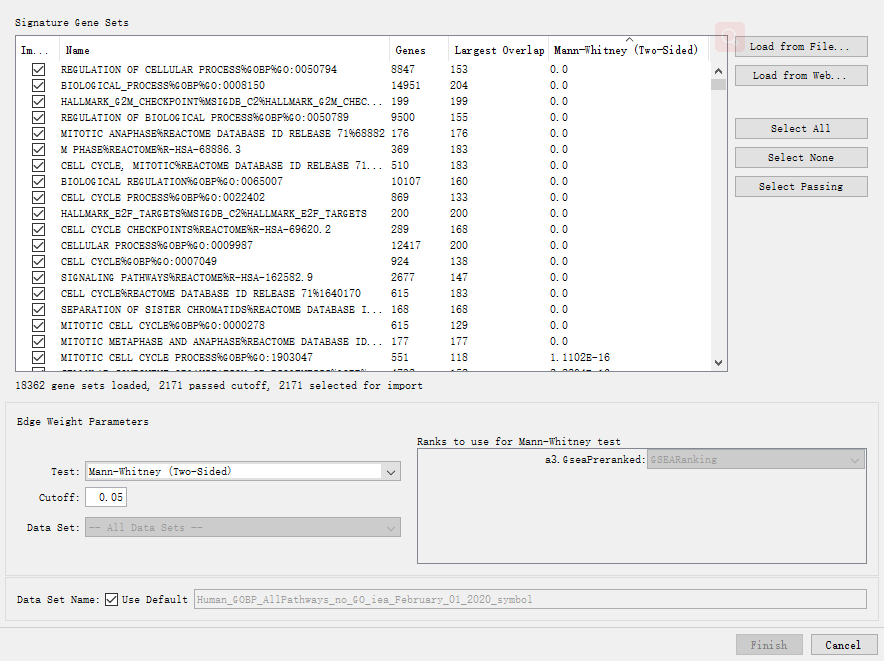 Signature Gene Sets
Im... Name Genes Largest Overlap Mann-Whitney (Two-Sided)
REGULATION OF CELLULAR PROCESS%GOBP%GO:0050794 8847 153 0.0
BIOLOGICAL_PROCESS%GOBP%GO:0008150 14951 204 0.0
HALLMARK_G2M_CHECKPOINT%MSIGDB_C2%HALLMARK_G2M_CHEC... 199 199 0.0
REGULATION OF BIOLOGICAL PROCESS%GOBP%GO:0050789 9500 155 0.0
MITOTIC ANAPHASE%REACTOME DATABASE ID RELEASE 71%68882 176 176 0.0
M PHASE%REACTOME%R-HSA-68886.3 369 183 0.0
CELL CYCLE, MITOTIC%REACTOME DATABASE ID RELEASE 71... 510 183 0.0
BIOLOGICAL REGULATION%GOBP%GO:0065007 10107 160 0.0
CELL CYCLE PROCESS%GOBP%GO:0022402 869 133 0.0
HALLMARK_E2F_TARGETS%MSIGDB_C2%HALLMARK_E2F_TARGETS 200 200 0.0
CELL CYCLE CHECKPOINTS%REACTOME%R-HSA-69620.2 289 168 0.0
CELLULAR PROCESS%GOBP%GO:0009987 12417 200 0.0
CELL CYCLE%GOBP%GO:0007049 924 138 0.0
SIGNALING PATHWAYS%REACTOME%R-HSA-162582.9 2677 147 0.0
CELL CYCLE%REACTOME DATABASE ID RELEASE 71%1640170 615 183 0.0
SEPARATION OF SISTER CHROMATIDS%REACTOME DATABASE I... 168 168 0.0
MITOTIC CELL CYCLE%GOBP%GO:0000278 615 129 0.0
MITOTIC METAPHASE AND ANAPHASE%REACTOME DATABASE ID... 177 177 0.0
MITOTIC CELL CYCLE PROCESS%GOBP%GO:1903047 551 118 1.1102E-16
Load from File...
Load from Web...
Select All
Select None
Select Passing
18362 gene sets loaded, 2171 passed cutoff, 2171 selected for import
Edge Weight Parameters
Test: Mann-Whitney (Two-Sided)
Cutoff: 0.05
Data Set: -- All Data Sets --
Ranks to use for Mann-Whitney test
a3.GseaPreranked: GSEARanking
Data Set Name: Use Default Human_GOBP_AllPathways_no_GO_iea_February_01_2020_symbol
Finish Cancel